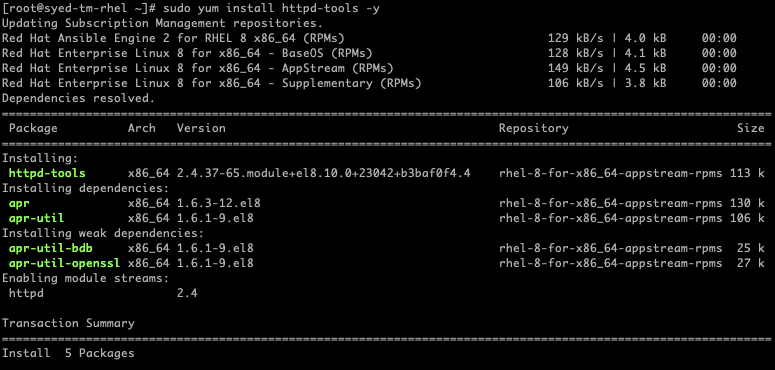 [root@syed-tm-rhel ~]# sudo yum install httpd-tools -y
Updating Subscription Management repositories.
Red Hat Ansible Engine 2 for RHEL 8 x86_64 (RPMs) 129 kB/s | 4.0 kB 00:00
Red Hat Enterprise Linux 8 for x86_64 - BaseOS (RPMs) 128 kB/s | 4.1 kB 00:00
Red Hat Enterprise Linux 8 for x86_64 - AppStream (RPMs) 149 kB/s | 4.5 kB 00:00
Red Hat Enterprise Linux 8 for x86_64 - Supplementary (RPMs) 106 kB/s | 3.8 kB 00:00
Dependencies resolved.
================================================================================
Package Arch Version Repository Size
================================================================================
Installing:
httpd-tools x86_64 2.4.37-65.module+el8.10.0+23042+b3baf0f4.4 rhel-8-for-x86_64-appstream-rpms 113 k
Installing dependencies:
apr x86_64 1.6.3-12.el8 rhel-8-for-x86_64-appstream-rpms 130 k
apr-util x86_64 1.6.1-9.el8 rhel-8-for-x86_64-appstream-rpms 106 k
Installing weak dependencies:
apr-util-bdb x86_64 1.6.1-9.el8 rhel-8-for-x86_64-appstream-rpms 25 k
apr-util-openssl x86_64 1.6.1-9.el8 rhel-8-for-x86_64-appstream-rpms 27 k
Enabling module streams:
httpd 2.4
Transaction Summary
================================================================================
Install 5 Packages